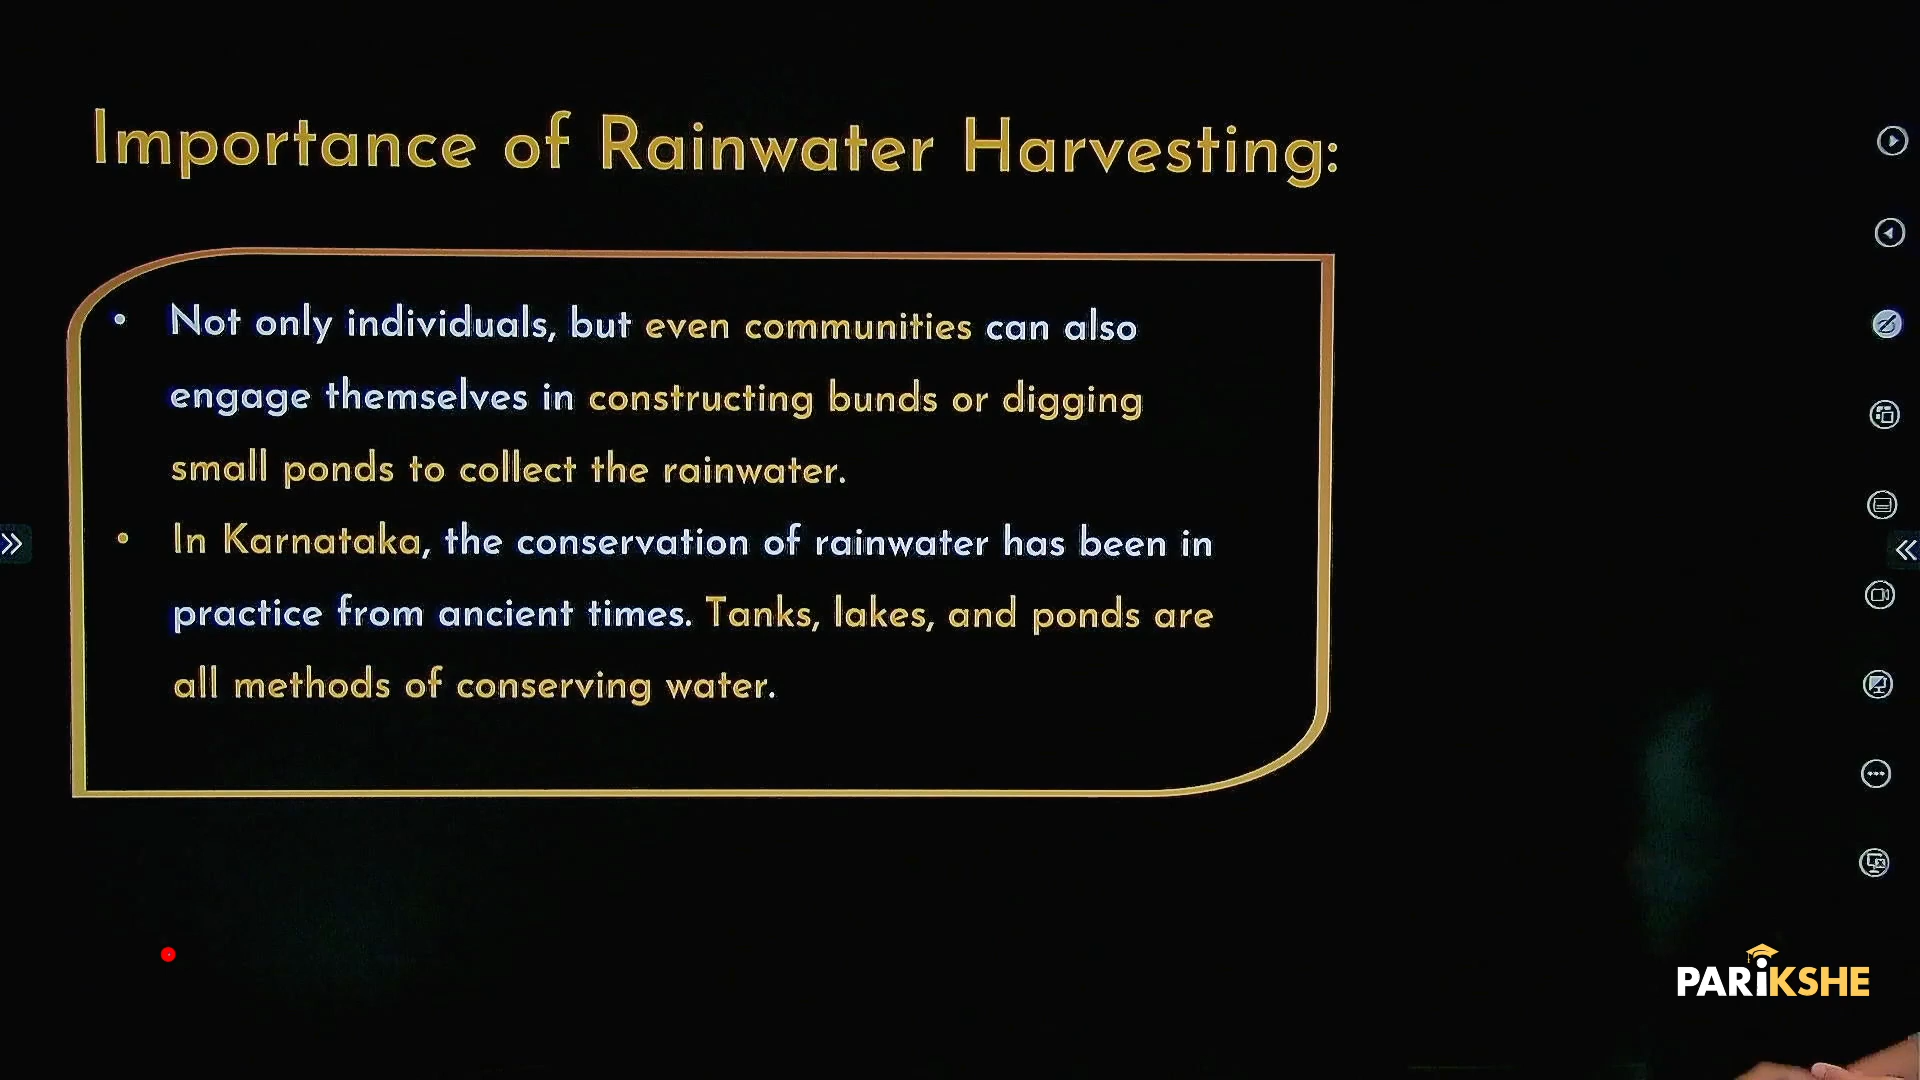 Importance of Rainwater Harvesting:
• Not only individuals, but even communities can also
engage themselves in constructing bunds or digging
small ponds to collect the rainwater.
• In Karnataka, the conservation of rainwater has been in
practice from ancient times. Tanks, lakes, and ponds are
all methods of conserving water.
PARiKSHE